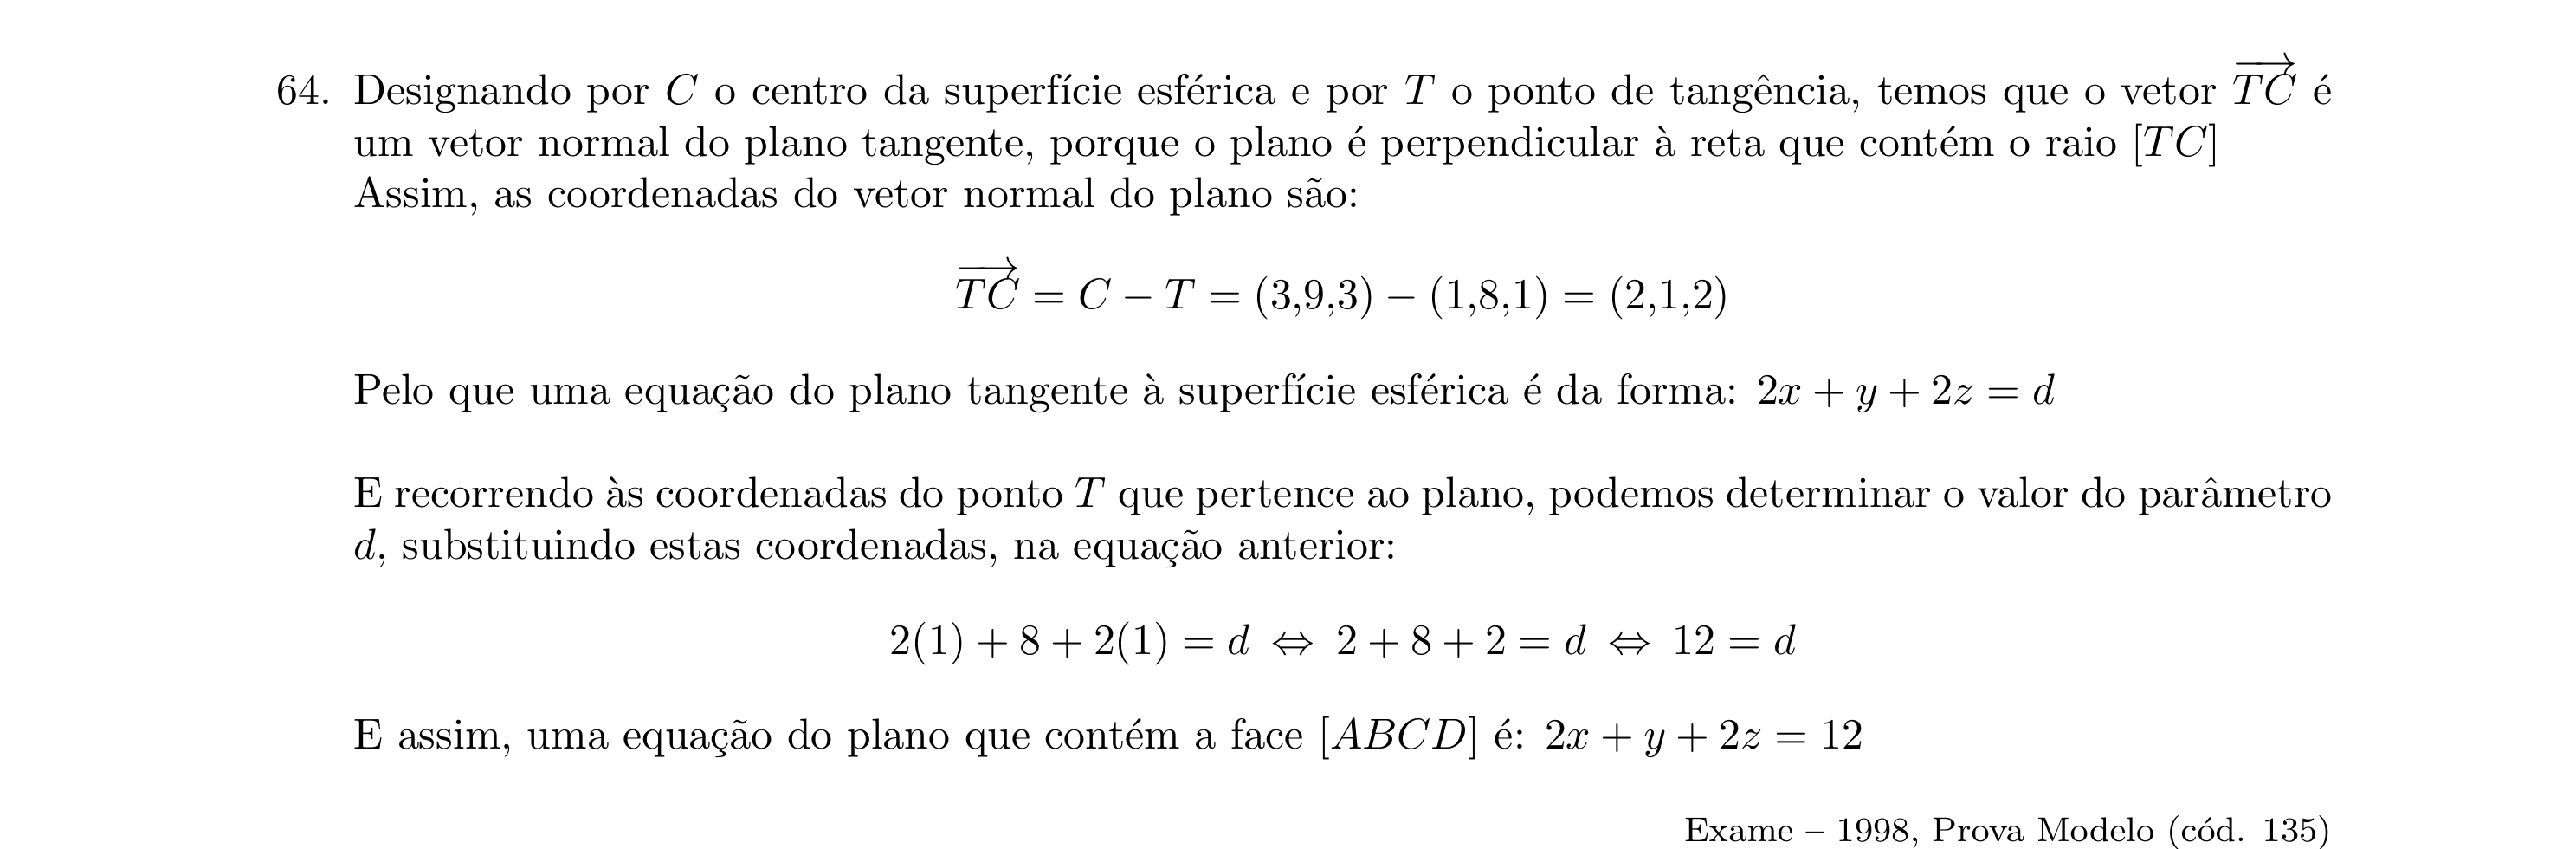 64. Designando por C o centro da superfície esférica e por T o ponto de tangência, temos que o vetor \overrightarrow{TC} é
um vetor normal do plano tangente, porque o plano é perpendicular à reta que contém o raio [TC]
Assim, as coordenadas do vetor normal do plano são:
\overrightarrow{TC} = C − T = (3,9,3) − (1,8,1) = (2,1,2)
Pelo que uma equação do plano tangente à superfície esférica é da forma: 2x + y + 2z = d
E recorrendo às coordenadas do ponto T que pertence ao plano, podemos determinar o valor do parâmetro
d, substituindo estas coordenadas, na equação anterior:
2(1) + 8 + 2(1) = d ⇔ 2 + 8 + 2 = d ⇔ 12 = d
E assim, uma equação do plano que contém a face [ABCD] é: 2x + y + 2z = 12
Exame – 1998, Prova Modelo (cód. 135)